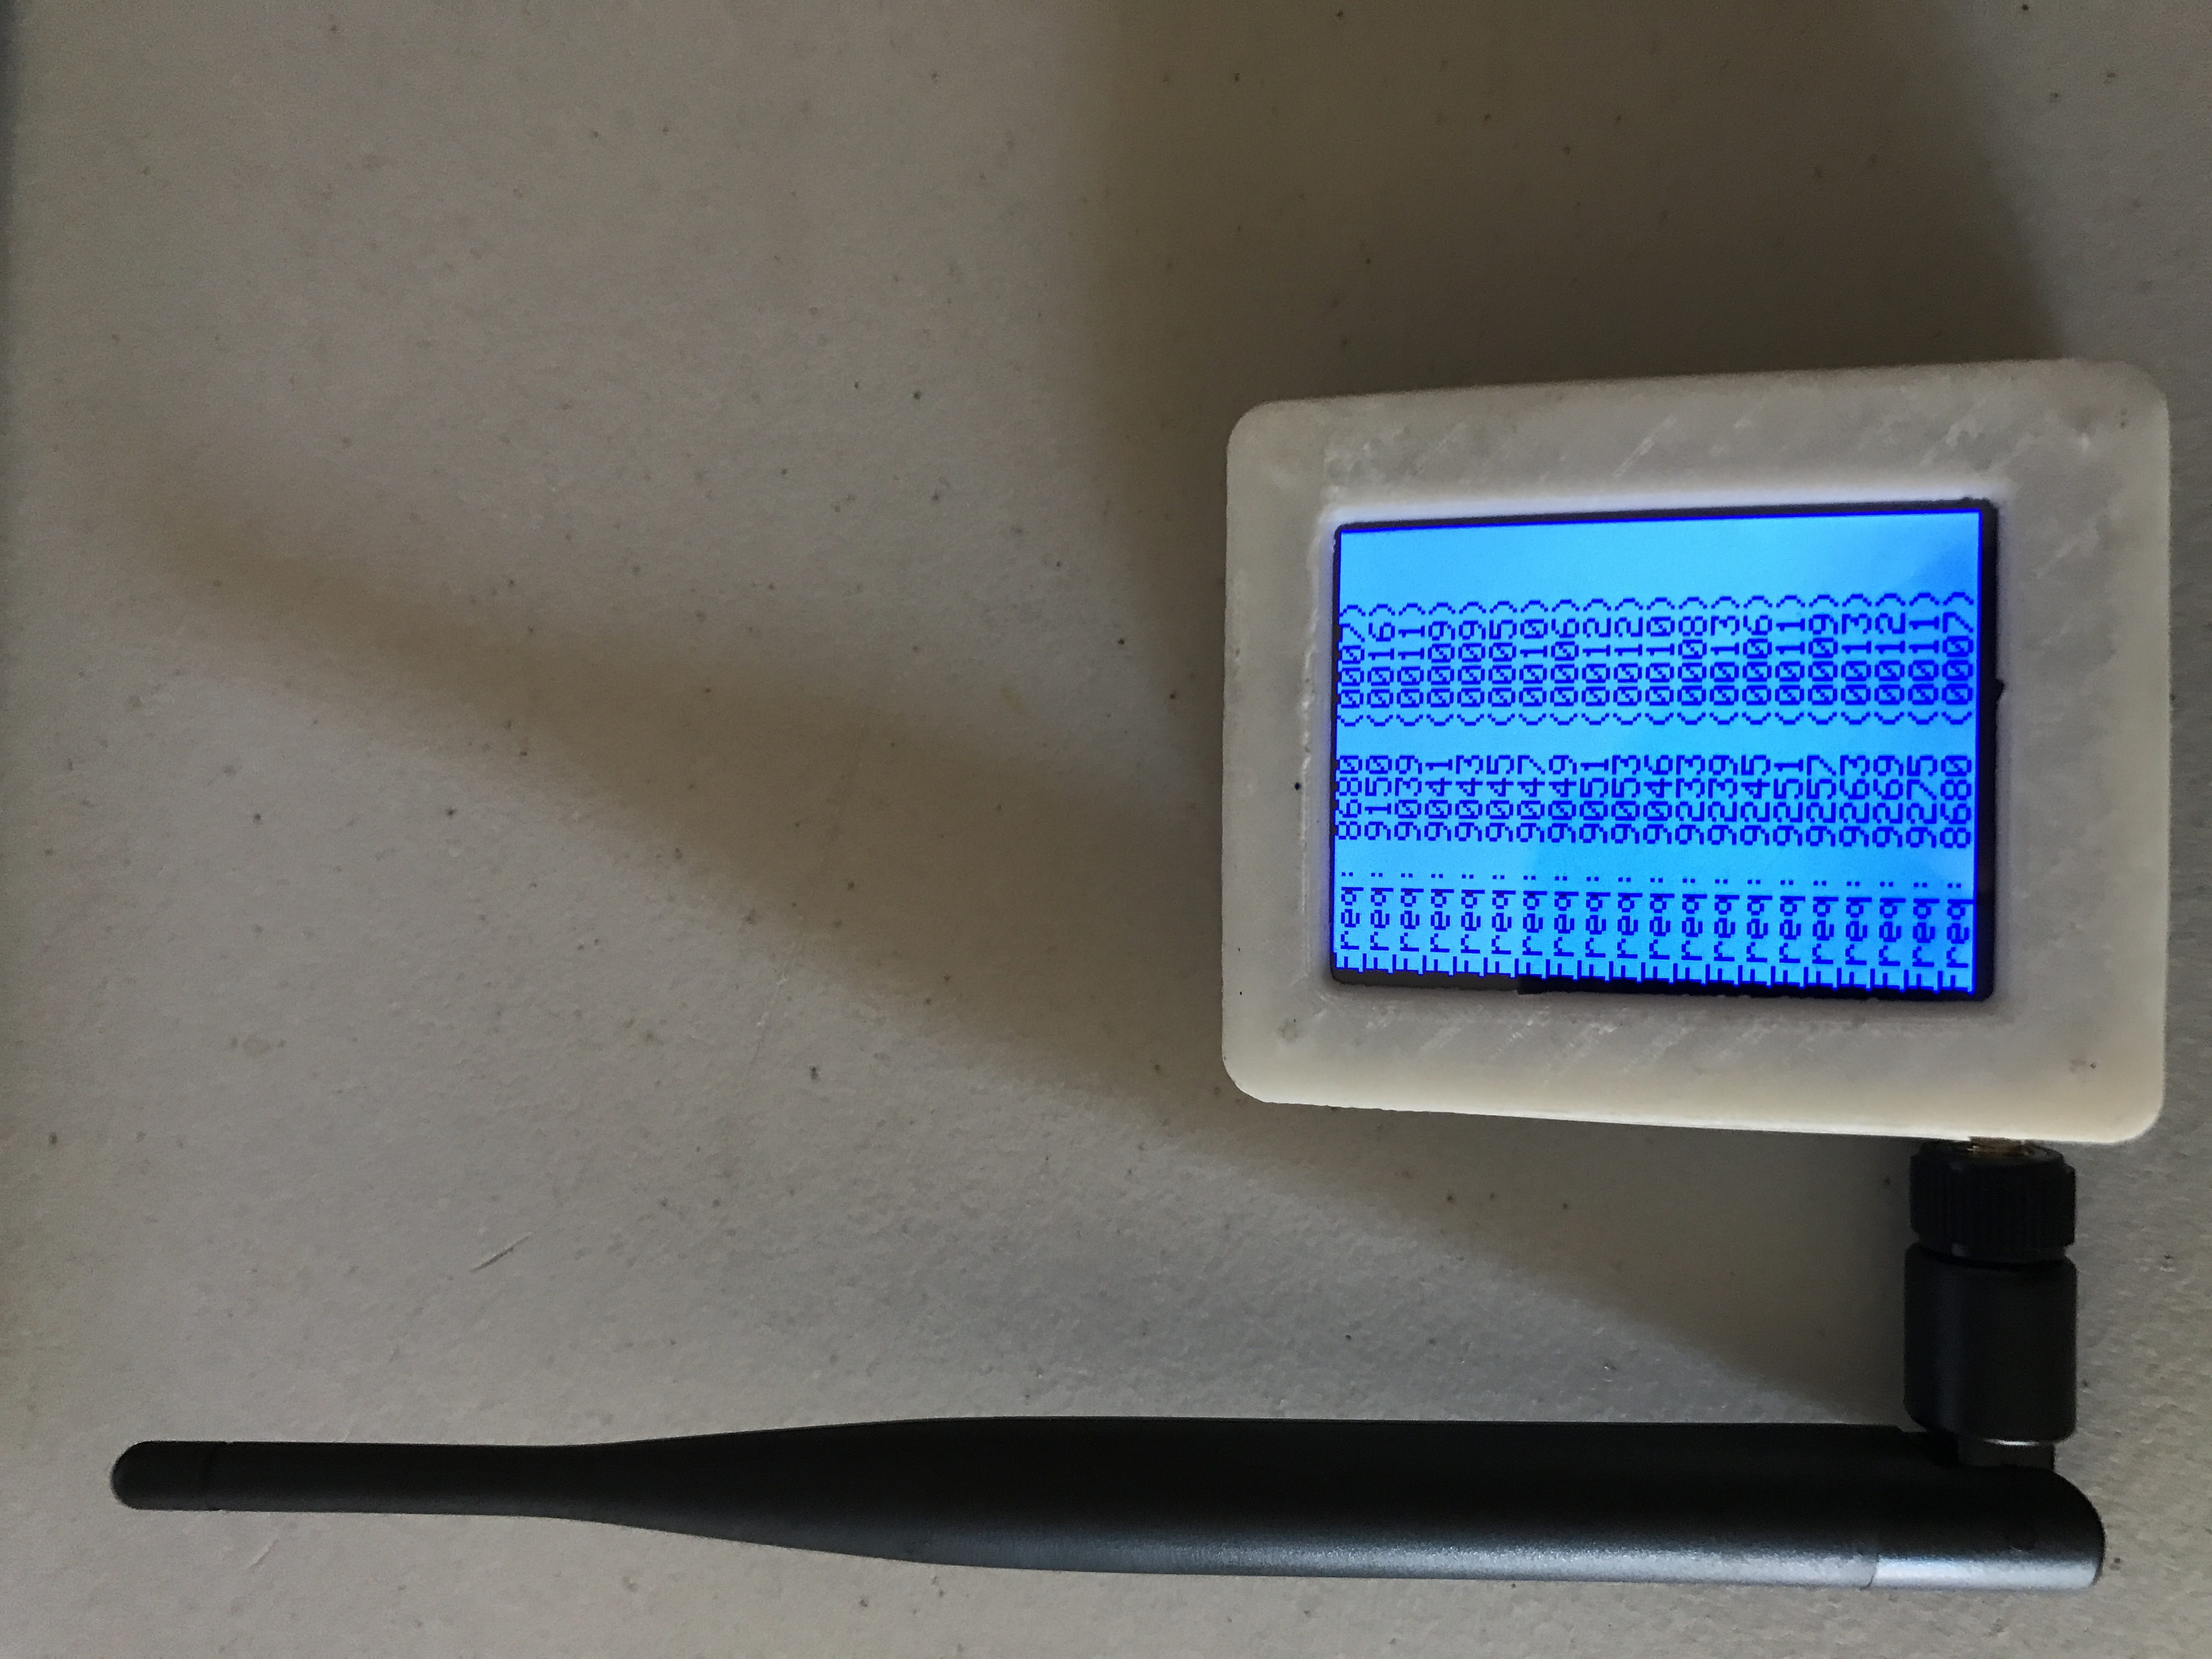 Freq: 8680 (0007)
Freq: 9150 (0016)
Freq: 9039 (0011)
Freq: 9041 (0009)
Freq: 9043 (0009)
Freq: 9045 (0005)
Freq: 9047 (0010)
Freq: 9049 (0006)
Freq: 9051 (0012)
Freq: 9053 (0012)
Freq: 9046 (0010)
Freq: 9233 (0008)
Freq: 9239 (0013)
Freq: 9245 (0006)
Freq: 9251 (0011)
Freq: 9257 (0009)
Freq: 9263 (0013)
Freq: 9269 (0012)
Freq: 9275 (0011)
Freq: 8680 (0007)